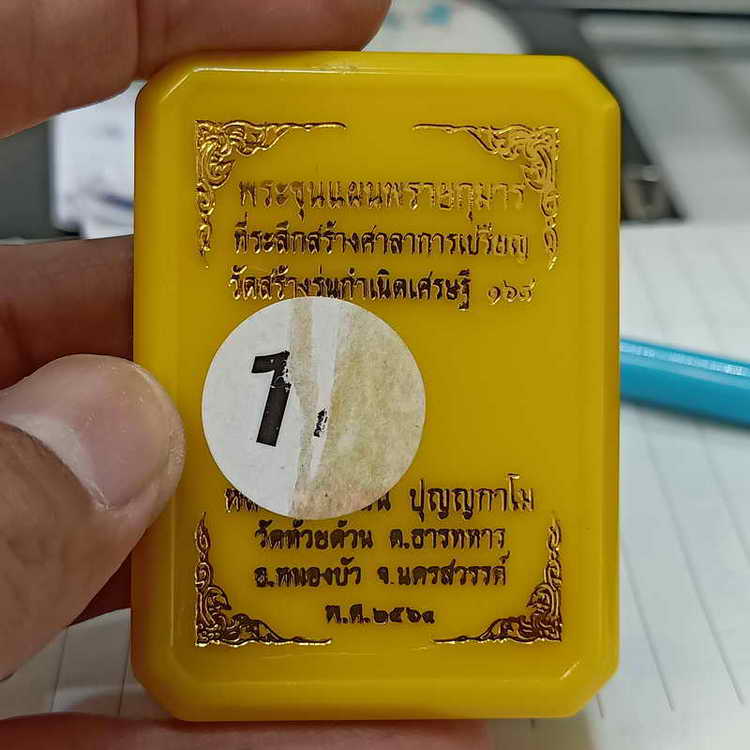 พระขุนแผนพรายกุมาร
ที่ระลึกสร้างศาลาการเปรียญ
วัดสร้างรุ่นกำเนิดเศรษฐี ๑๖๘
1
ปุญญกาโม
วัดห้วยด้วน ต.ธารทหาร
อ.หนองบัว จ.นครสวรรค์
พ.ศ.๒๕๖๔